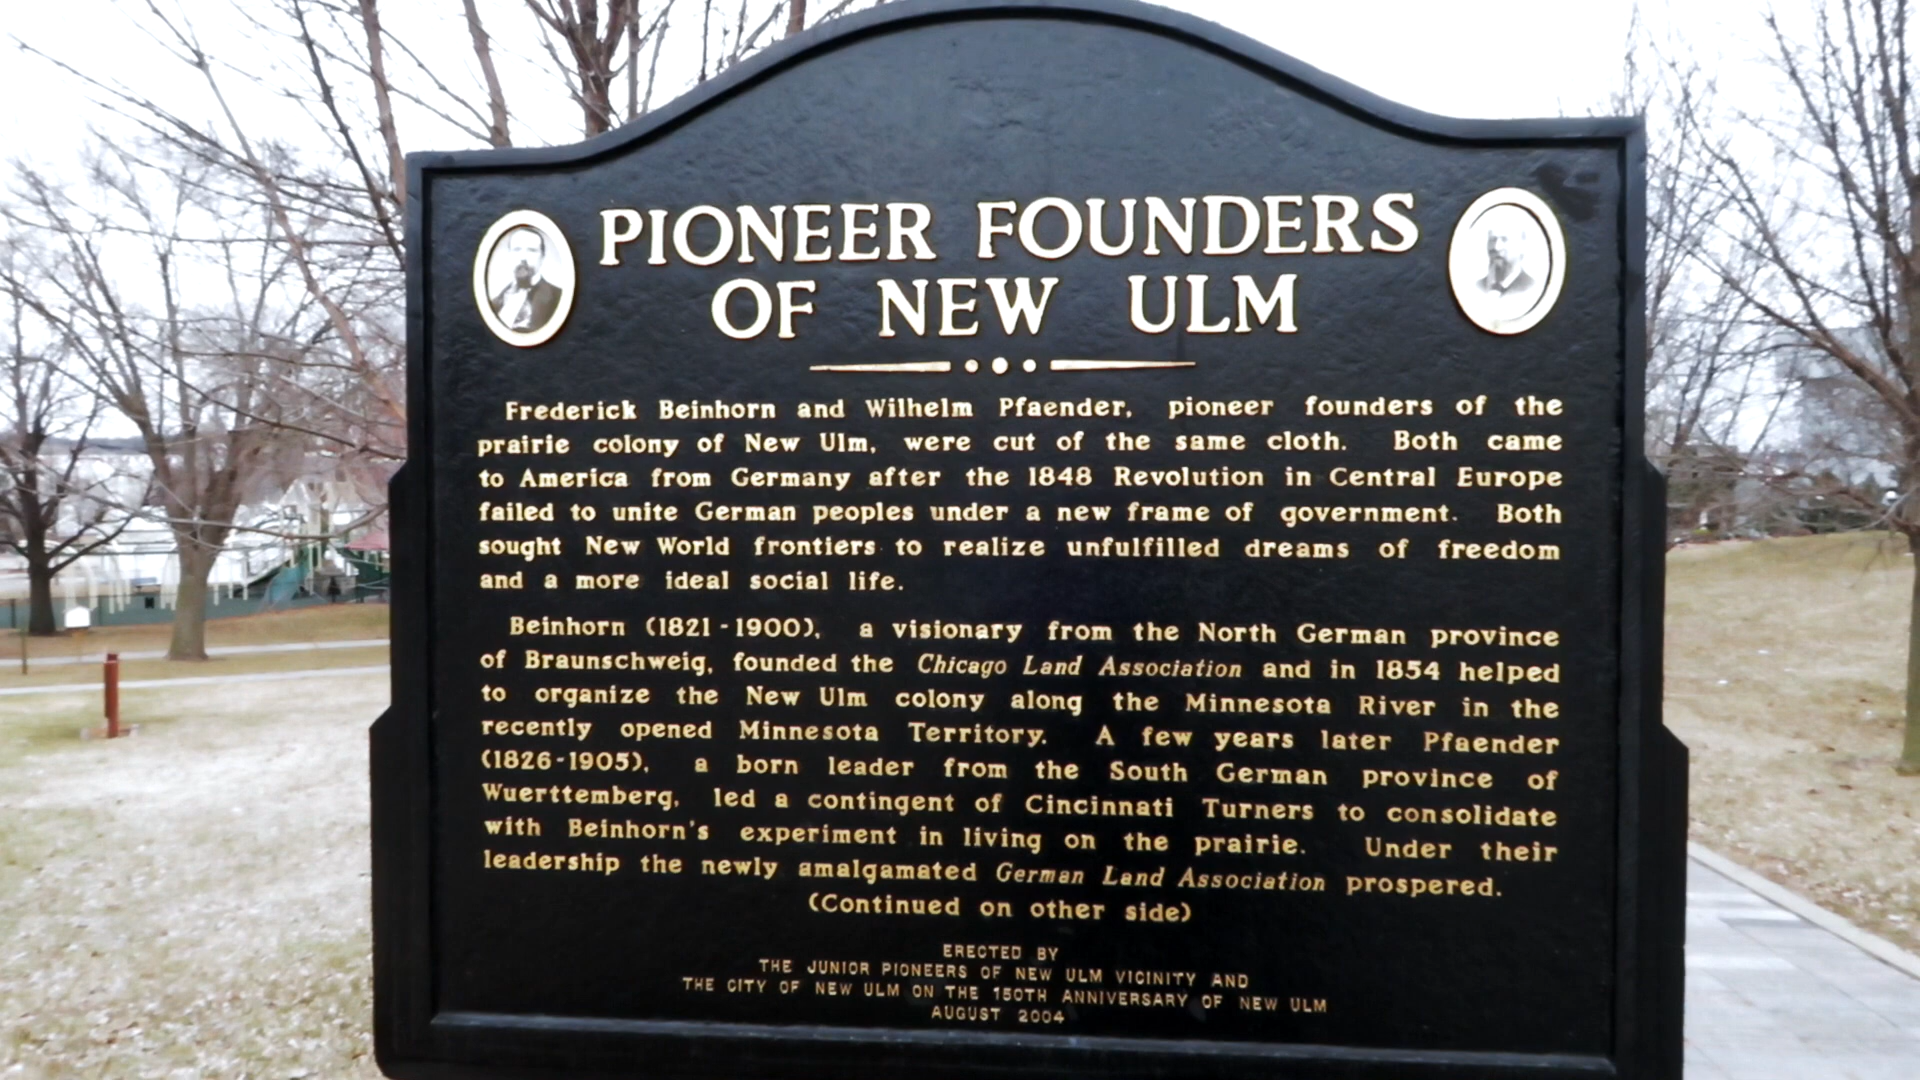 PIONEER FOUNDERS
OF NEW ULM
Frederick Beinhorn and Wilhelm Pfaender, pioneer founders of the
prairie colony of New Ulm, were cut of the same cloth. Both came
to America from Germany after the 1848 Revolution in Central Europe
failed to unite German peoples under a new frame of government. Both
sought New World frontiers to realize unfulfilled dreams of freedom
and a more ideal social life.
Beinhorn (1821-1900), a visionary from the North German province
of Braunschweig, founded the Chicago Land Association and in 1854 helped
to organize the New Ulm colony along the Minnesota River in the
recently opened Minnesota Territory. A few years later Pfaender
(1826-1905), a born leader from the South German province of
Wuerttemberg, led a contingent of Cincinnati Turners to consolidate
with Beinhorn's experiment in living on the prairie. Under their
leadership the newly amalgamated German Land Association prospered.
(Continued on other side)
ERECTED BY
THE JUNIOR PIONEERS OF NEW ULM VICINITY AND
THE CITY OF NEW ULM ON THE 150TH ANNIVERSARY OF NEW ULM
AUGUST 2004